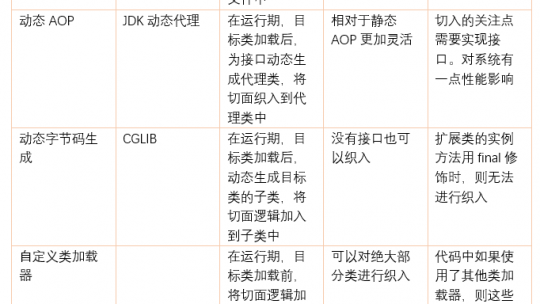 动态 AOP
JDK 动态代理
在运行期，目
标类加载后，
为接口动态生
成代理类，将
切面织入到代
理类中
相对于静态
AOP 更加灵活
切入的关注点
需要实现接
口。对系统有
一点性能影响
动态字节码生
成
CGLIB
在运行期，目
标类加载后，
动态生成目标
类的子类，将
切面逻辑加入
到子类中
没有接口也可
以织入
扩展类的实例
方法用 final 修
饰时，则无法
进行织入
自定义类加载
器
在运行期，目
标类加载前，
将切面逻辑加
可以对绝大部
分类进行织入
代码中如果使
用了其他类加
载器，则这些